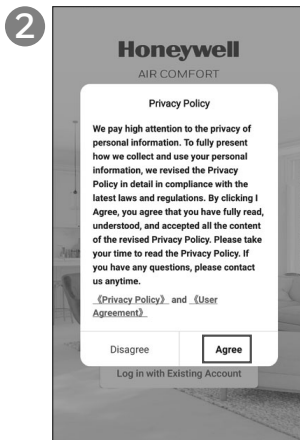 2
Honeywell
AIR COMFORT
Privacy Policy
We pay high attention to the privacy of
personal information. To fully present
how we collect and use your personal
information, we revised the Privacy
Policy in detail in compliance with the
latest laws and regulations. By clicking I
Agree, you agree that you have fully read,
understood, and accepted all the content
of the revised Privacy Policy. Please take
your time to read the Privacy Policy. If
you have any questions, please contact
us anytime.
《Privacy Policy》 and 《User
Agreement》
Disagree Agree
Log in with Existing Account